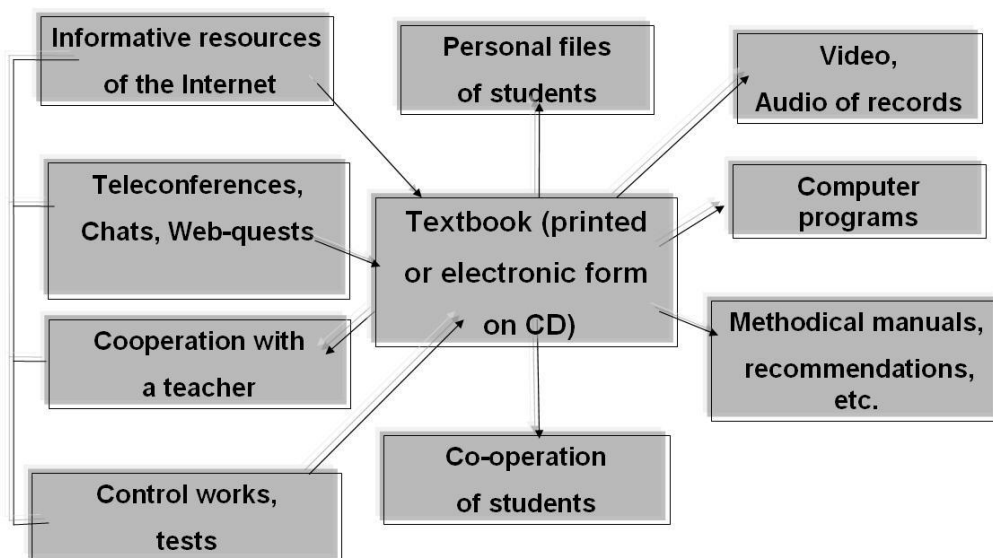 Informative resources
of the Internet
Personal files
of students
Video,
Audio of records
Teleconferences,
Chats, Web-quests
Textbook (printed
or electronic form
on CD)
Computer
programs
Cooperation with
a teacher
Methodical manuals,
recommendations,
etc.
Control works,
tests
Co-operation
of students